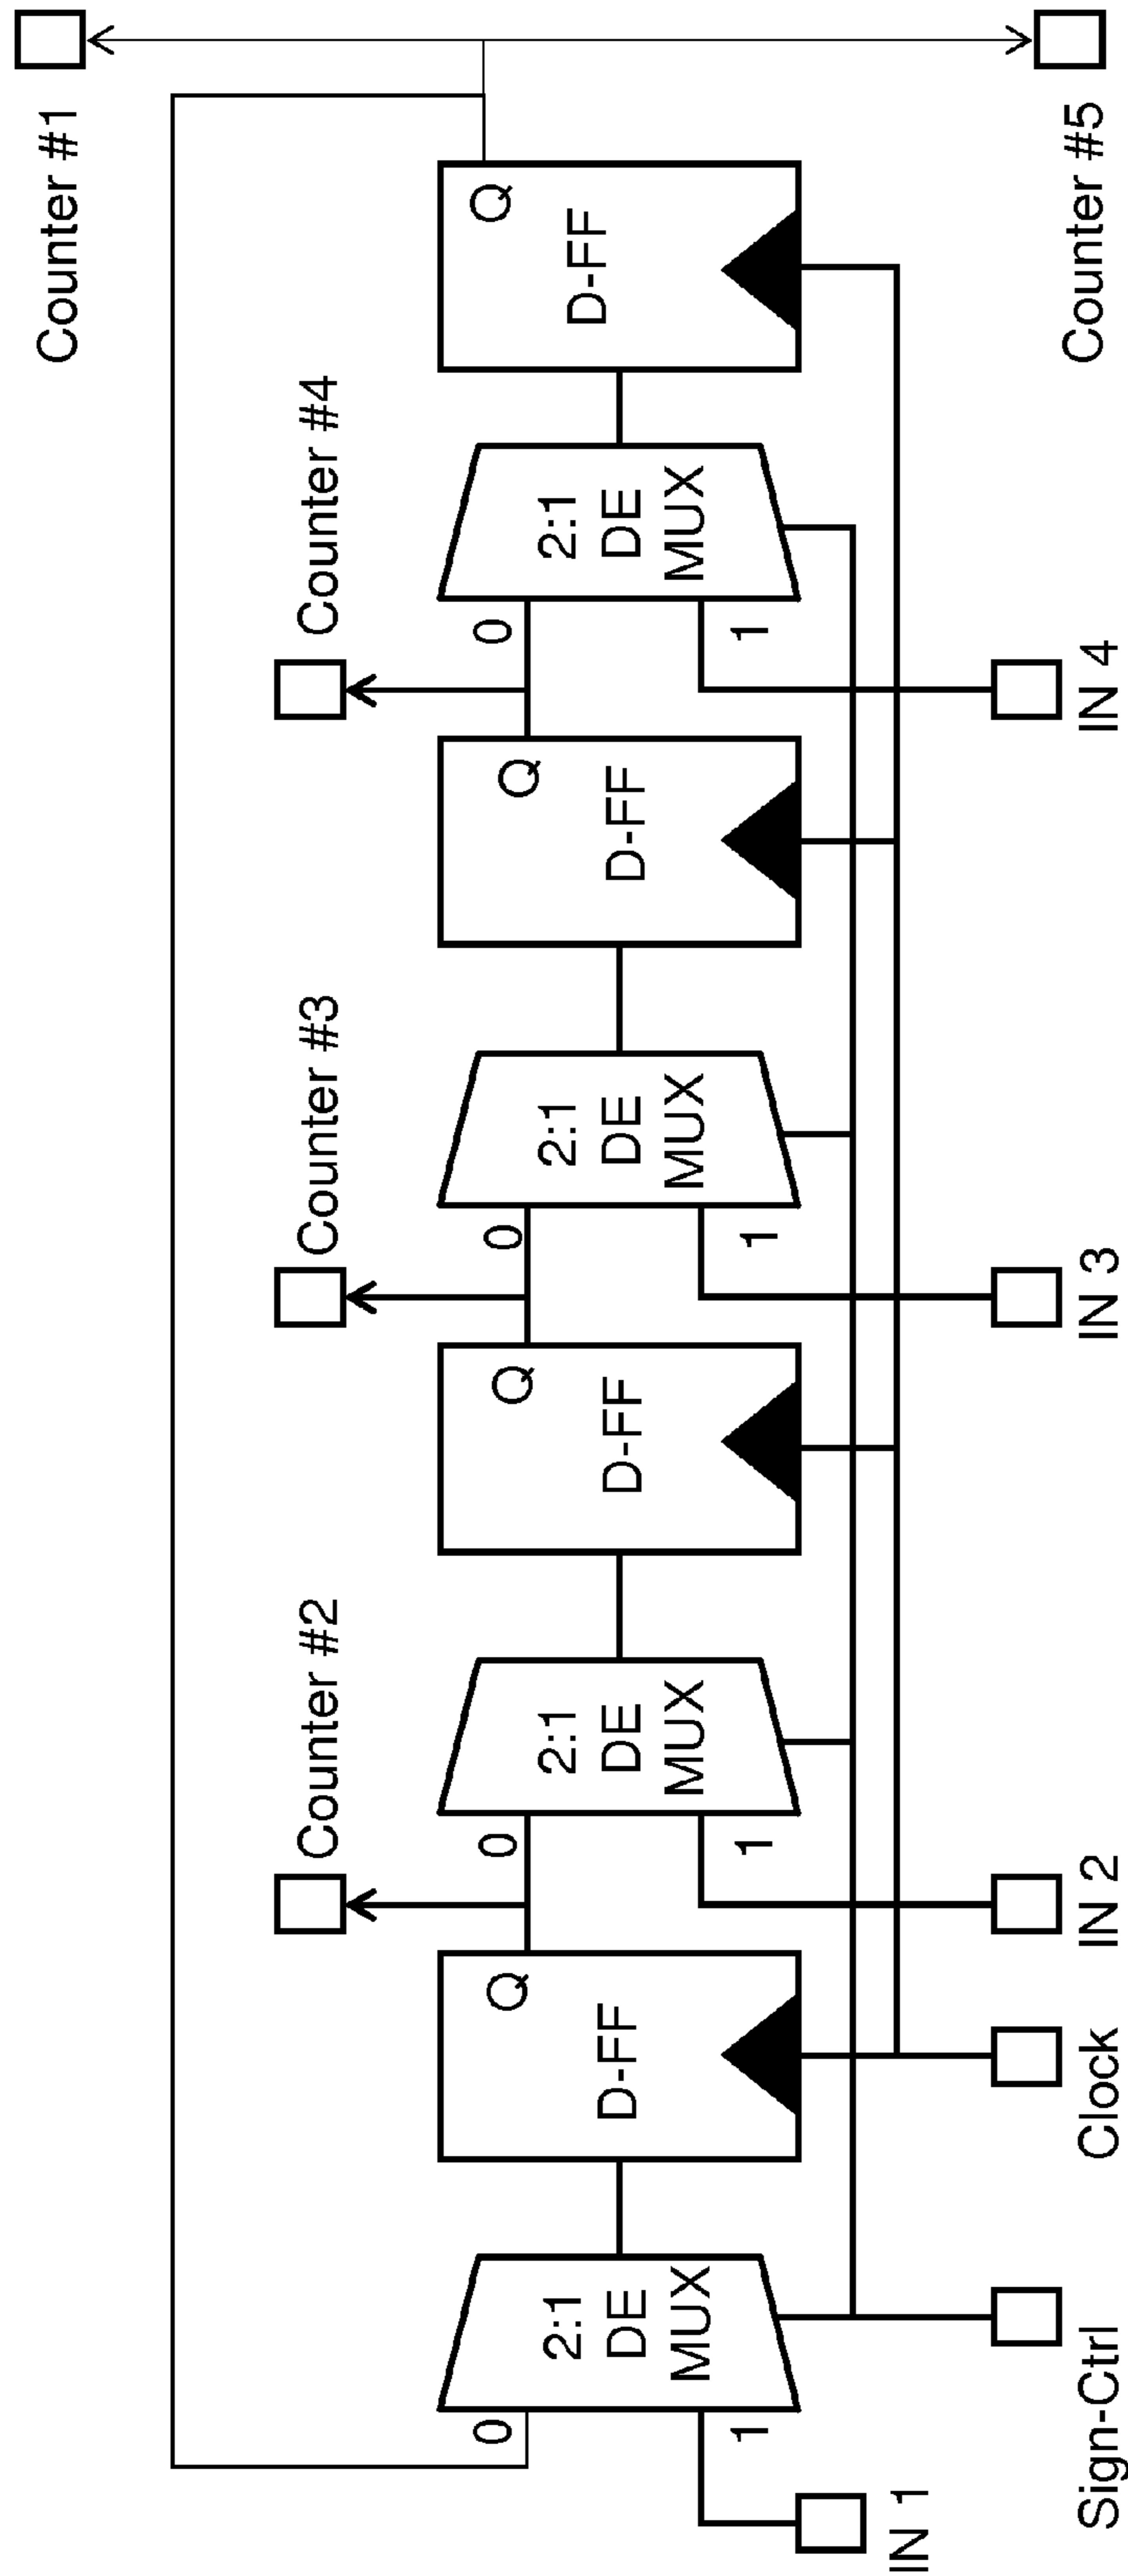 Counter #1
Counter #2
Counter #3
Counter #4
0
2:1
DE
MUX
1
D-FF
Q
0
2:1
DE
MUX
1
D-FF
Q
0
2:1
DE
MUX
1
D-FF
Q
0
2:1
DE
MUX
1
D-FF
Q
IN 1
Sign-Ctrl
Clock
IN 2
IN 3
IN 4
Counter #5